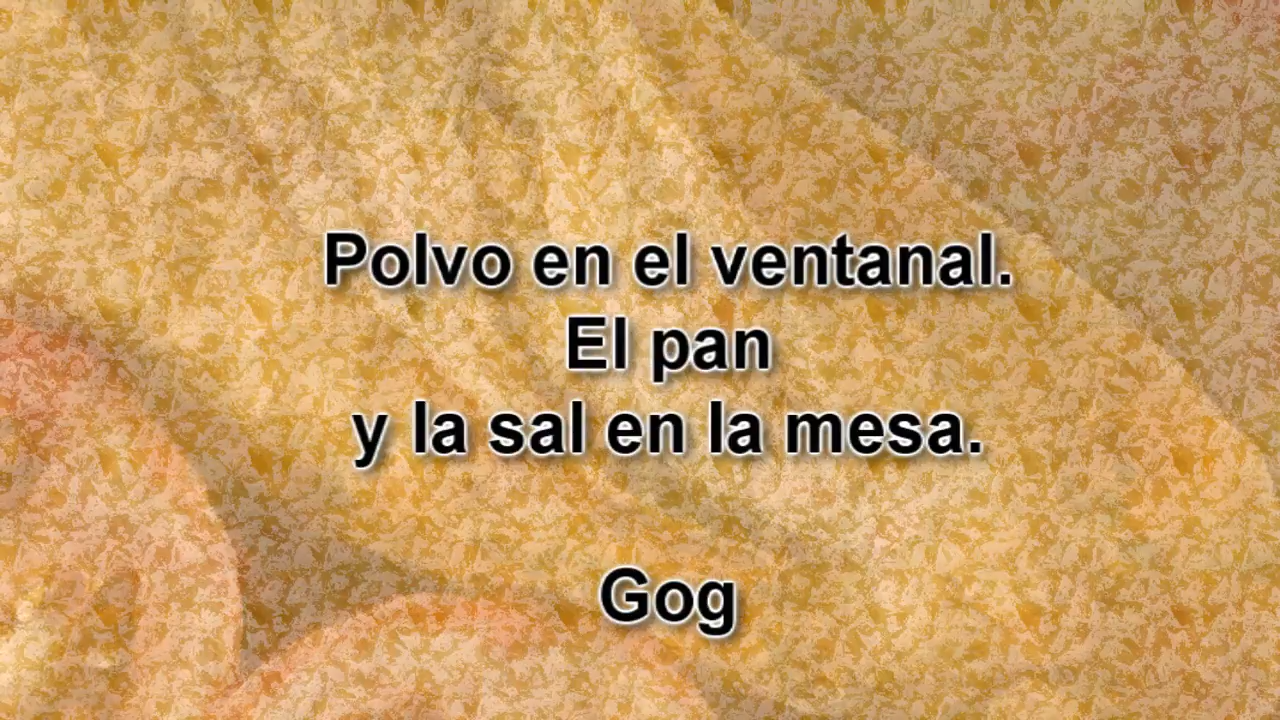 Polvo en el ventanal.
El pan
y la sal en la mesa.
Gog